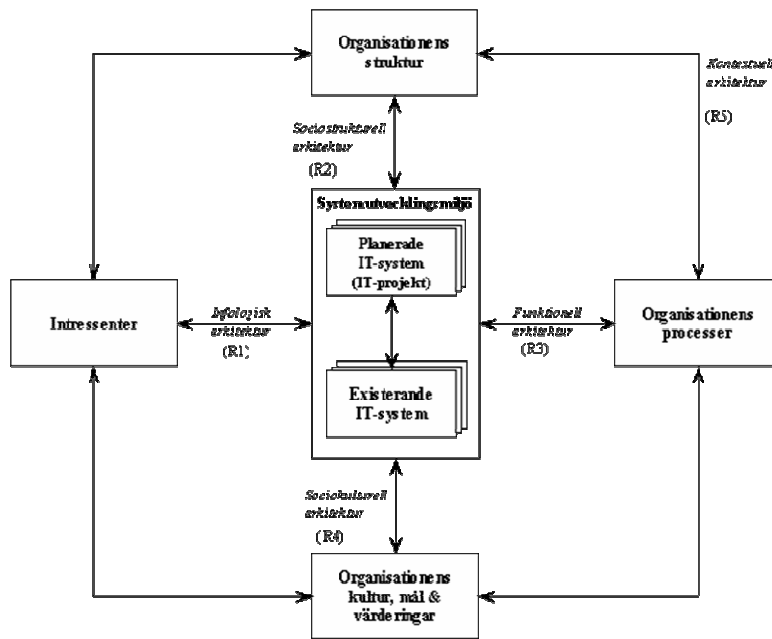 Organisationens
struktur
Kontextuell
arkitektur
(R5)
Sociostrukturell
arkitektur
(R2)
Systemutvecklingsmiljö
Planerade
IT-system
(IT-projekt)
Intressenter
Infologisk
arkitektur
(R1)
Funktionell
arkitektur
(R3)
Organisationens
processer
Existerande
IT-system
Sociokulturell
arkitektur
(R4)
Organisationens
kultur, mål &
värderingar